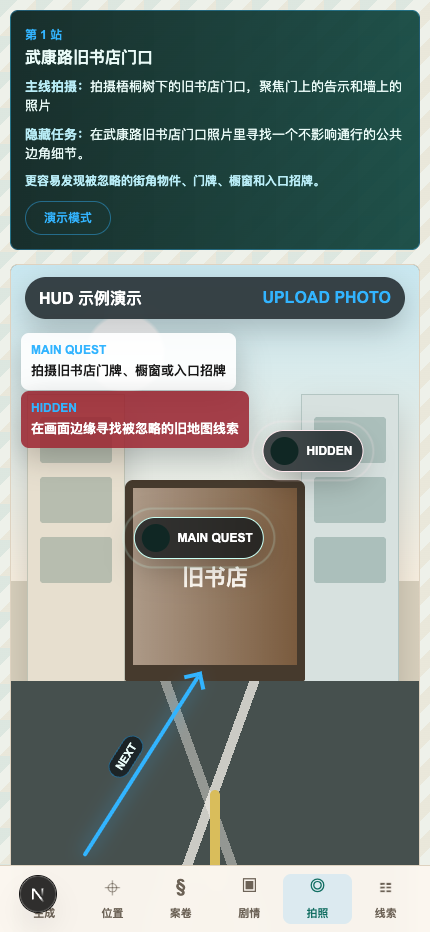 第 1 站
武康路旧书店门口
主线拍摄：拍摄梧桐树下的旧书店门口，聚焦门上的告示和墙上的
照片
隐藏任务：在武康路旧书店门口照片里寻找一个不影响通行的公共
边角细节。
更容易发现被忽略的街角物件、门牌、橱窗和入口招牌。
演示模式
HUD 示例演示
UPLOAD PHOTO
MAIN QUEST
拍摄旧书店门牌、橱窗或入口招牌
HIDDEN
在画面边缘寻找被忽略的旧地图线索
HIDDEN
MAIN QUEST
旧书店
NEXT
N
生成
位置
§
案卷
剧情
拍照
线索